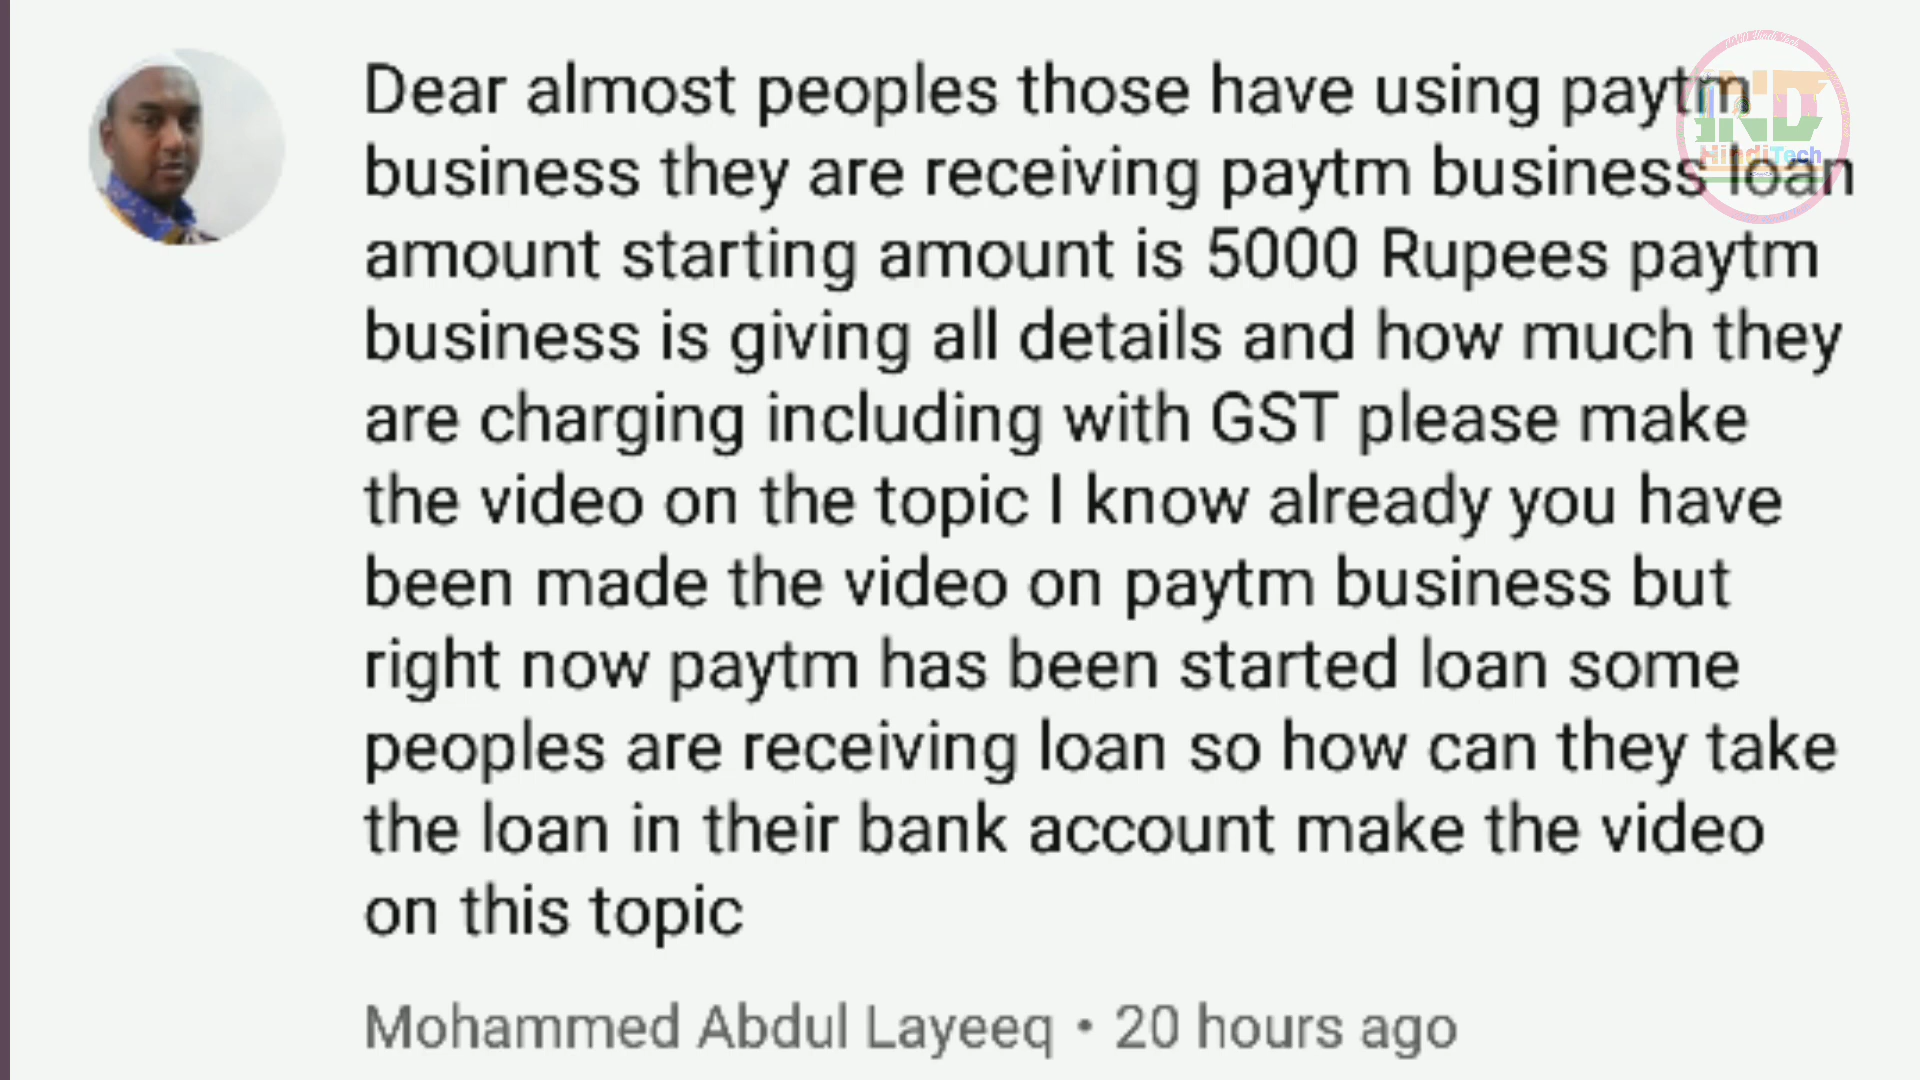 Dear almost peoples those have using paytm
business they are receiving paytm business loan
amount starting amount is 5000 Rupees paytm
business is giving all details and how much they
are charging including with GST please make
the video on the topic I know already you have
been made the video on paytm business but
right now paytm has been started loan some
peoples are receiving loan so how can they take
the loan in their bank account make the video
on this topic
Mohammed Abdul Layeeq • 20 hours ago
IND
HindiTech